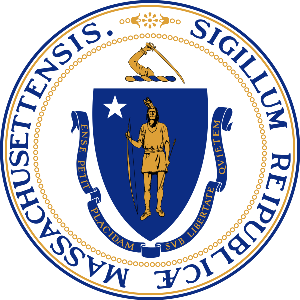 SIGILLUM REIPUBLICÆ MASSACHUSETTENSIS.
ENSE PETIT PLACIDAM SVB LIBERTATE QVIETEM